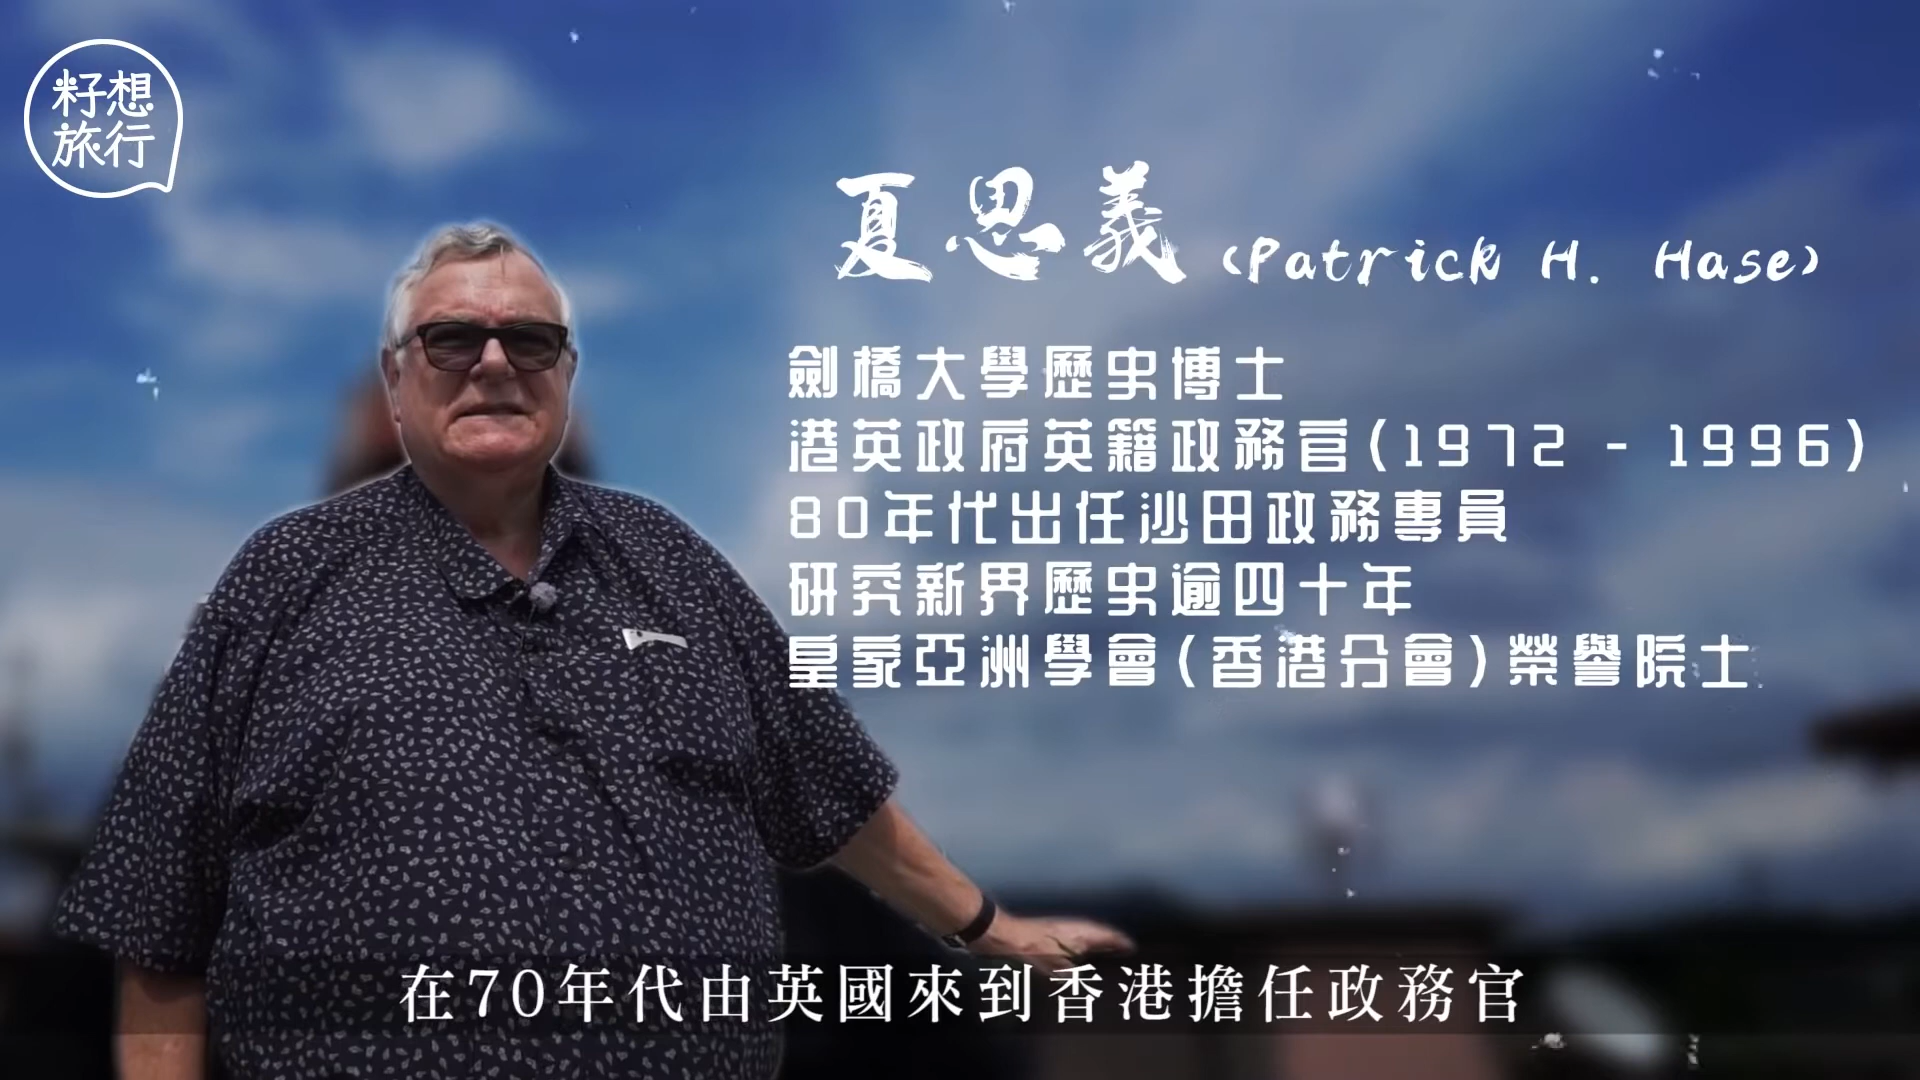 籽想
旅行
夏思義 (Patrick H. Hase)
劍橋大學歷史博士
港英政府英籍政務官(1972 - 1996)
80年代出任沙田政務專員
研究新界歷史逾四十年
皇家亞洲學會(香港分會)榮譽院士
在70年代由英國來到香港擔任政務官